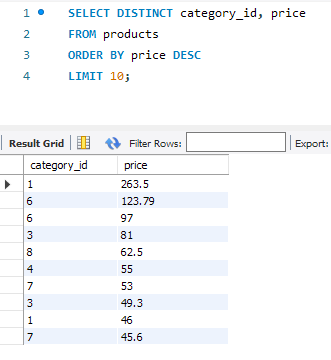 1 SELECT DISTINCT category_id, price
2 FROM products
3 ORDER BY price DESC
4 LIMIT 10;
Result Grid Filter Rows: Export:
category_id price
1 263.5
6 123.79
6 97
3 81
8 62.5
4 55
7 53
3 49.3
1 46
7 45.6